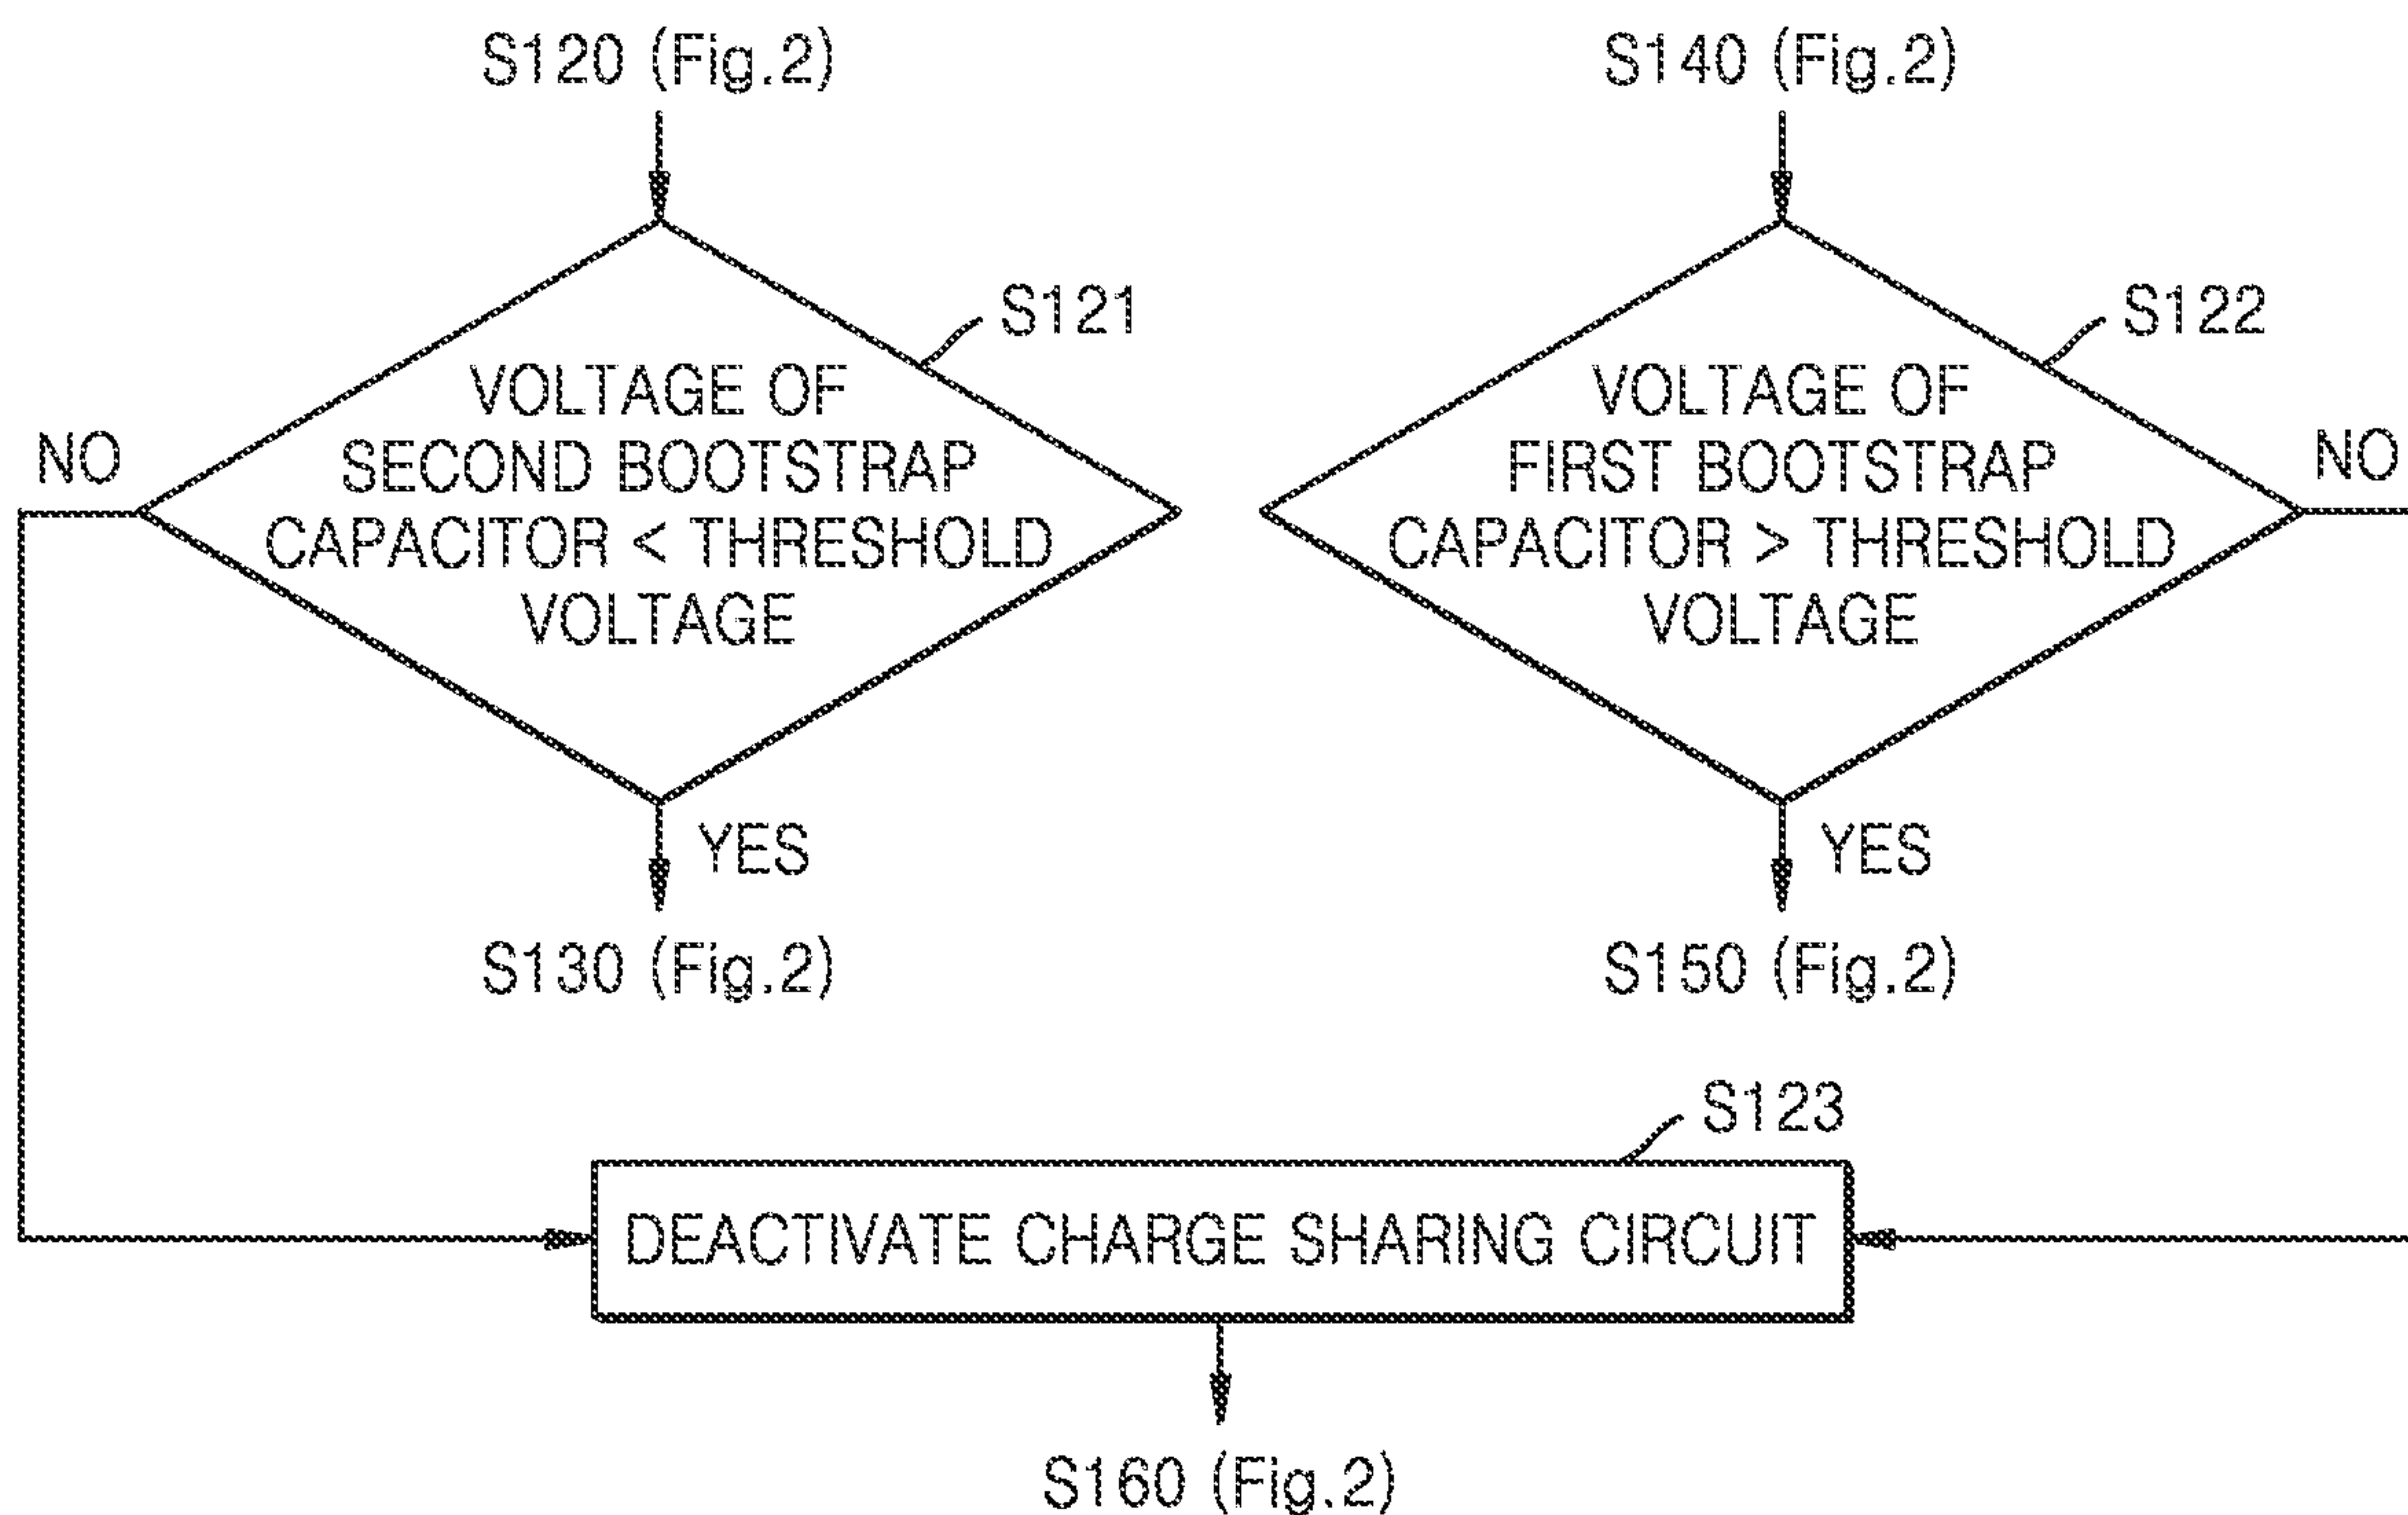 S120 (Fig.2)
S121
VOLTAGE OF
SECOND BOOTSTRAP
CAPACITOR < THRESHOLD
VOLTAGE
NO
YES
S130 (Fig.2)
S140 (Fig.2)
S122
VOLTAGE OF
FIRST BOOTSTRAP
CAPACITOR > THRESHOLD
VOLTAGE
NO
YES
S150 (Fig.2)
S123
DEACTIVATE CHARGE SHARING CIRCUIT
S160 (Fig.2)